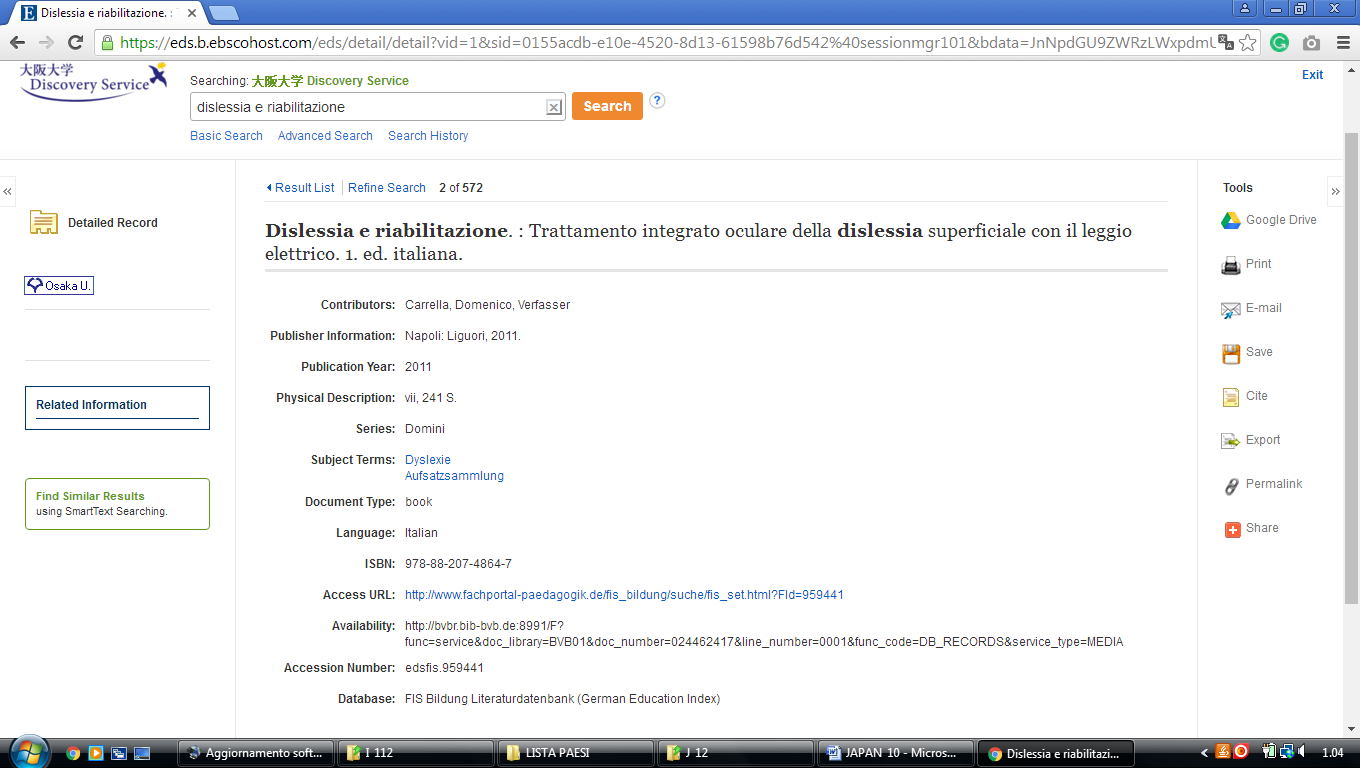 Dislessia e riabilitazione. :
https://eds.b.ebscohost.com/eds/detail/detail?vid=1&sid=0155acdb-e10e-4520-8d13-61598b76d542%40sessionmgr101&bdata=JnNpdGU9ZWRzLWxpdmU
大阪大学
Discovery Service
Searching: 大阪大学 Discovery Service
Exit
dislessia e riabilitazione
Search
?
Basic Search Advanced Search Search History
«
Detailed Record
Osaka U.
Related Information
Find Similar Results
using SmartText Searching.
Result List Refine Search 2 of 572
Dislessia e riabilitazione. : Trattamento integrato oculare della dislessia superficiale con il leggio
elettrico. 1. ed. italiana.
Contributors: Carrella, Domenico, Verfasser
Publisher Information: Napoli: Liguori, 2011.
Publication Year: 2011
Physical Description: vii, 241 S.
Series: Domini
Subject Terms: Dyslexie
Aufsatzsammlung
Document Type: book
Language: Italian
ISBN: 978-88-207-4864-7
Access URL: http://www.fachportal-paedagogik.de/fis_bildung/suche/fis_set.html?FId=959441
Availability: http://bvbr.bib-bvb.de:8991/F?
func=service&doc_library=BVB01&doc_number=024462417&line_number=0001&func_code=DB_RECORDS&service_type=MEDIA
Accession Number: edsfis.959441
Database: FIS Bildung Literaturdatenbank (German Education Index)
Tools
»
Google Drive
Print
E-mail
Save
Cite
Export
Permalink
Share
Aggiornamento soft...
I 112
LISTA PAESI
J 12
JAPAN 10 - Micros...
Dislessia e riabilitazi...
1.04